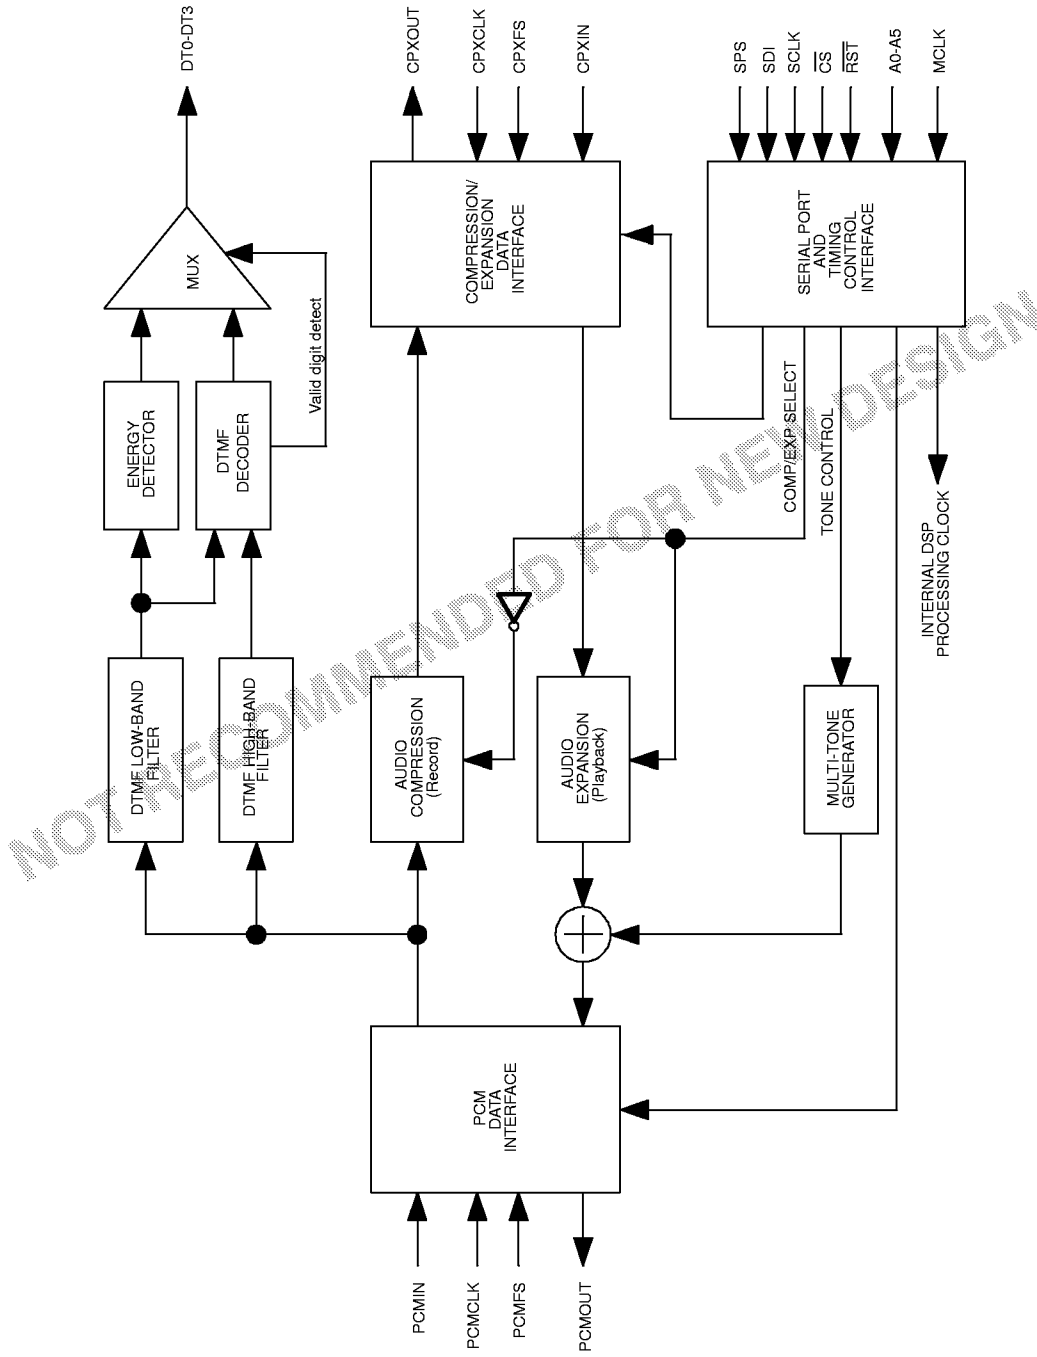 DT0-DT3
CPXOUT
CPXCLK
CPXFS
CPXIN
SPS
SDI
SCLK
CS
RST
A0-A5
MCLK
MUX
COMPRESSION/
EXPANSION
DATA
INTERFACE
SERIAL PORT
AND
TIMING
CONTROL
INTERFACE
Valid digit detect
ENERGY
DETECTOR
DTMF
DECODER
COMP/EXP SELECT
TONE CONTROL
INTERNAL DSP
PROCESSING CLOCK
DTMF LOW-BAND
FILTER
DTMF HIGH-BAND
FILTER
AUDIO
COMPRESSION
(Record)
AUDIO
EXPANSION
(Playback)
MULTI-TONE
GENERATOR
PCM
DATA
INTERFACE
PCMIN
PCMCLK
PCMFS
PCMOUT
NOT RECOMMENDED FOR NEW DESIGN